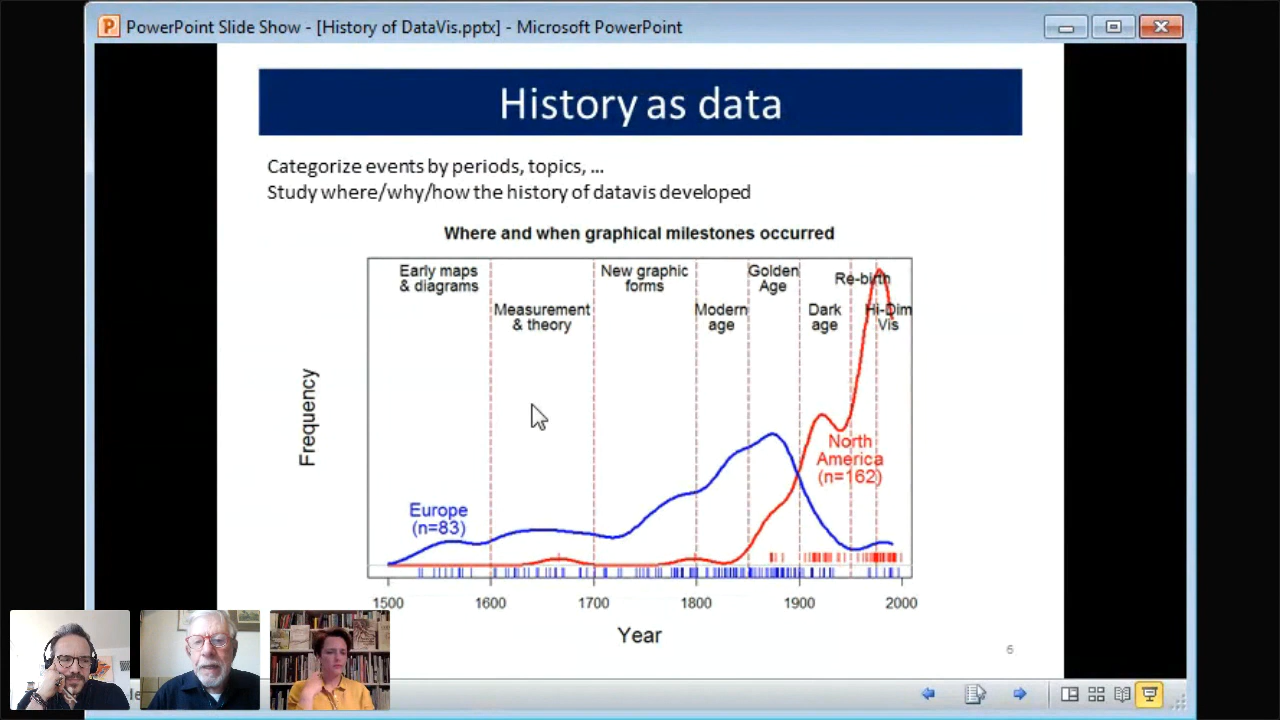 PowerPoint Slide Show - [History of DataVis.pptx] - Microsoft PowerPoint
History as data
Categorize events by periods, topics, ...
Study where/why/how the history of datavis developed
Where and when graphical milestones occurred
Early maps
& diagrams
Measurement
& theory
New graphic
forms
Modern
age
Golden
Age
Dark
age
Re-birth
Hi-Dim
Vis
Frequency
Europe
(n=83)
North
America
(n=162)
1500 1600 1700 1800 1900 2000
Year
6